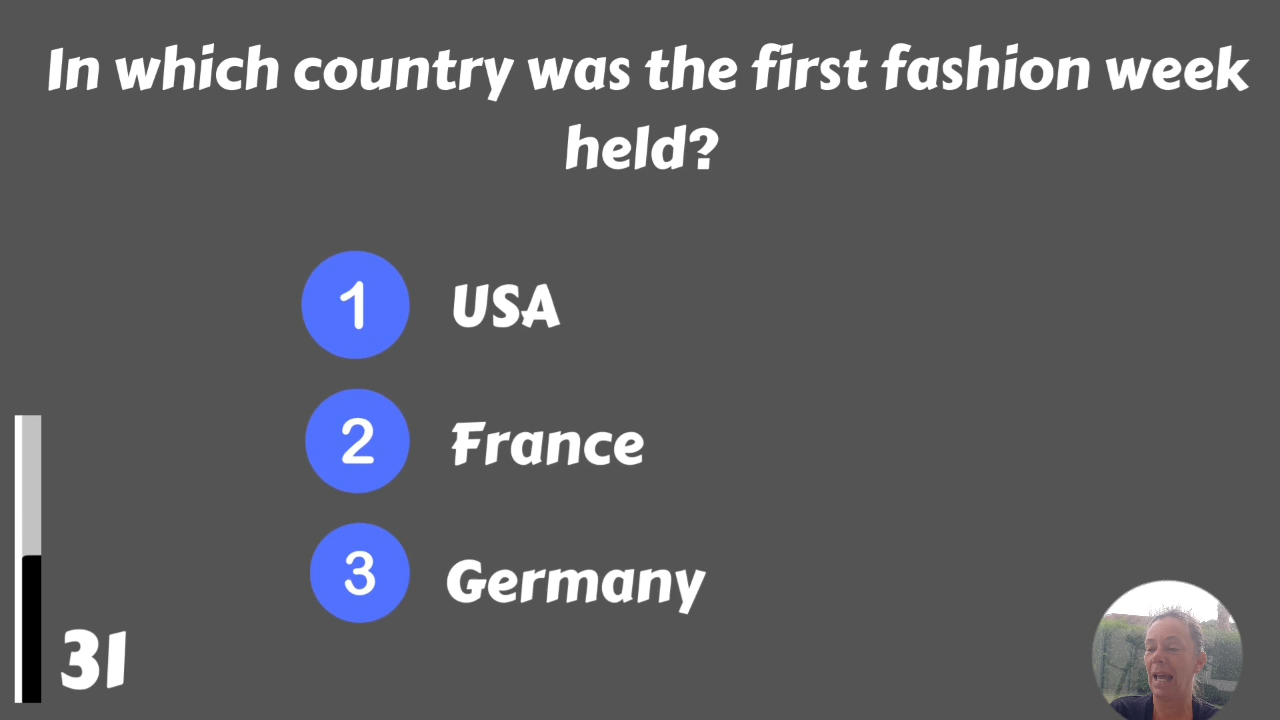 In which country was the first fashion week
held?
1 USA
2 France
3 Germany
31